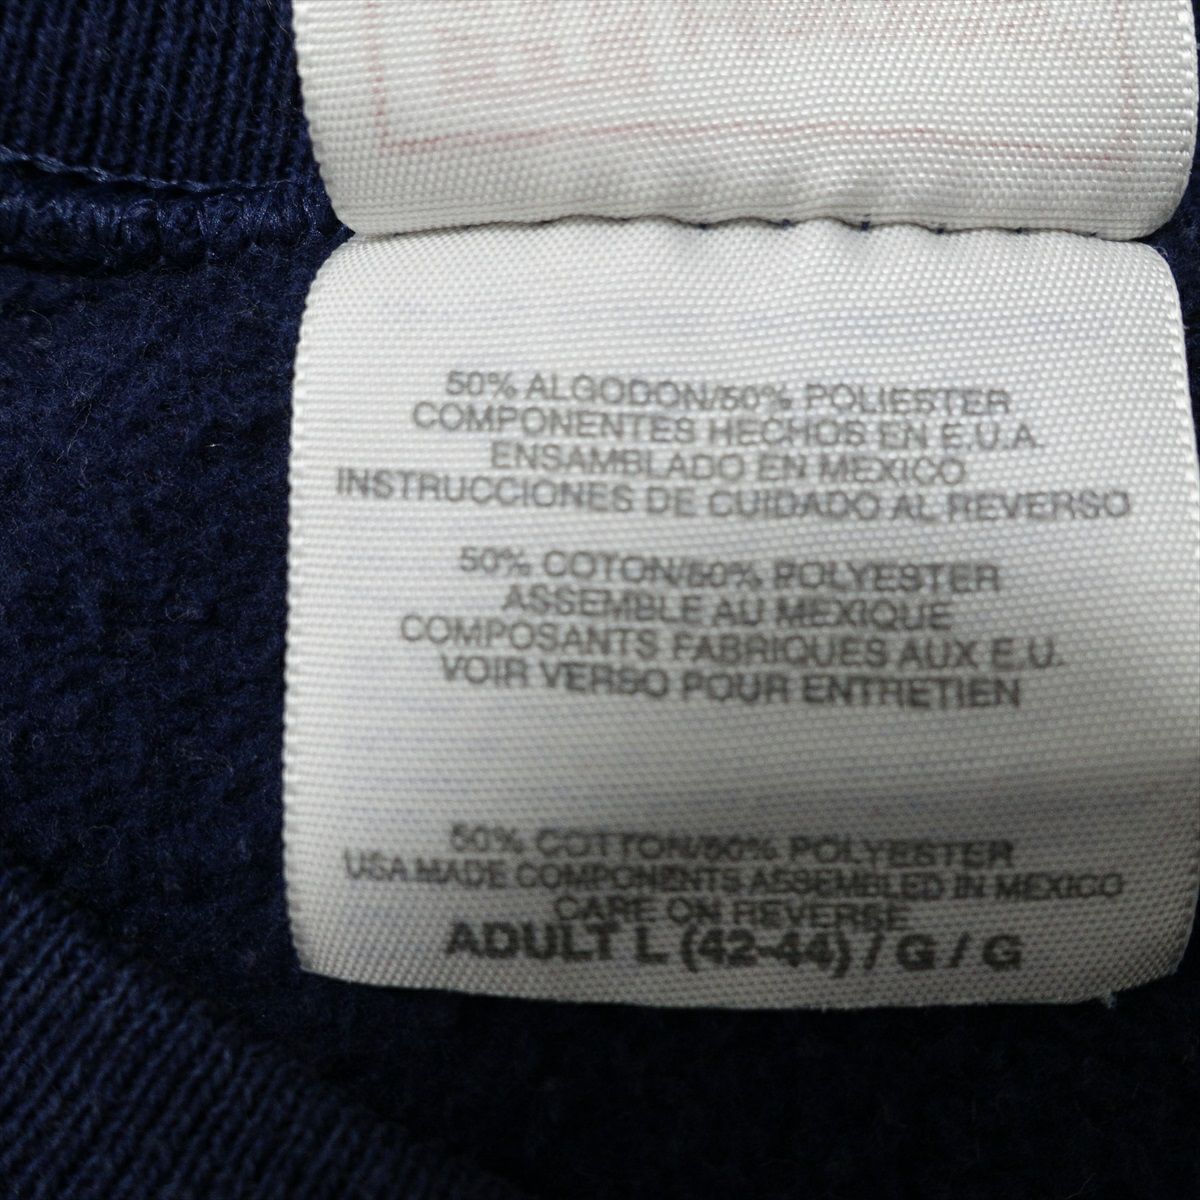 50% ALGODON/50% POLIESTER
COMPONENTES HECHOS EN E.U.A.
ENSAMBLADO EN MEXICO
INSTRUCCIONES DE CUIDADO AL REVERSO
50% COTON/50% POLYESTER
ASSEMBLE AU MEXIQUE
COMPOSANTS FABRIQUES AUX E.U.
VOIR VERSO POUR ENTRETIEN
50% COTTON/50% POLYESTER
USA MADE COMPONENTS ASSEMBLED IN MEXICO
CARE ON REVERSE
ADULT L (42-44) / G / G